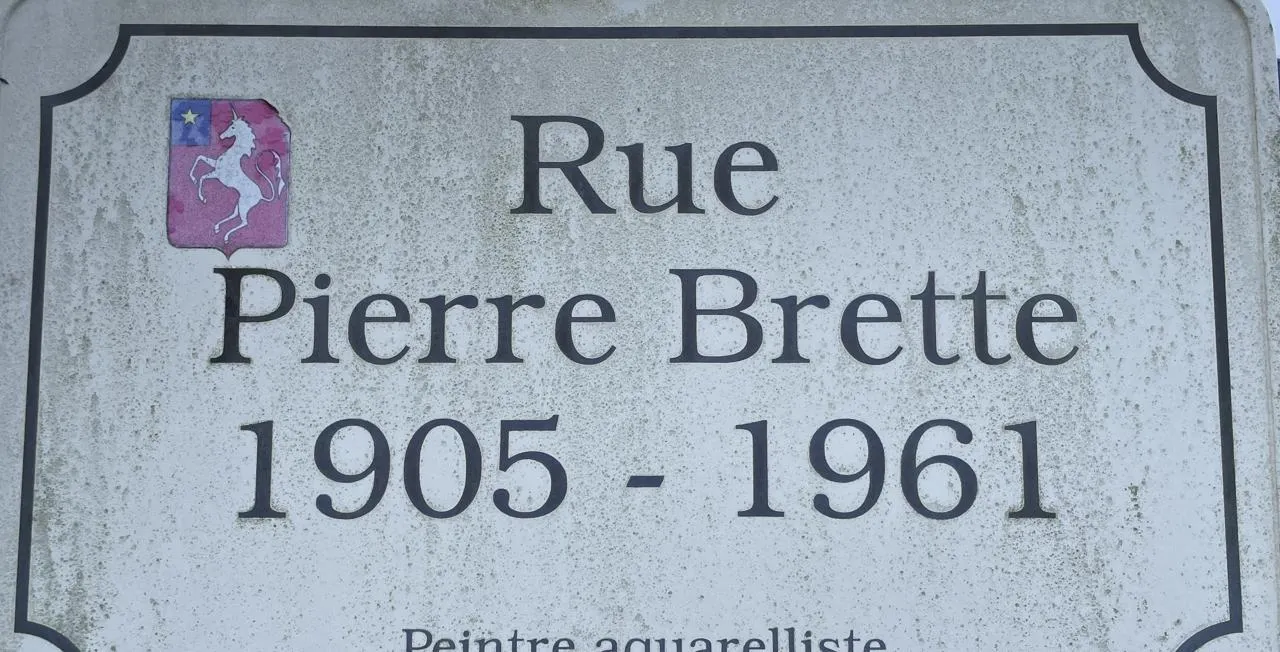 Rue
Pierre Brette
1905 - 1961
Peintre aquarelliste